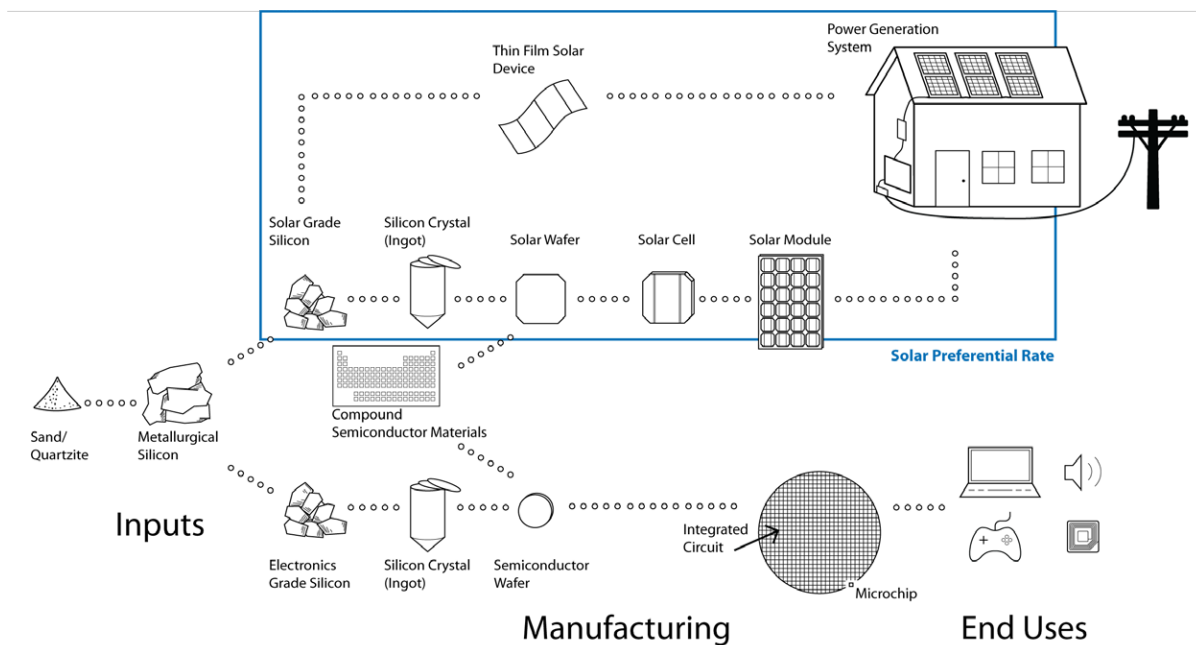 Thin Film Solar
Device
Power Generation
System
Solar Grade
Silicon
Silicon Crystal
(Ingot)
Solar Wafer
Solar Cell
Solar Module
Solar Preferential Rate
Sand/
Quartzite
Metallurgical
Silicon
Compound
Semiconductor Materials
Inputs
Electronics
Grade Silicon
Silicon Crystal
(Ingot)
Semiconductor
Wafer
Integrated
Circuit
Microchip
Manufacturing
End Uses